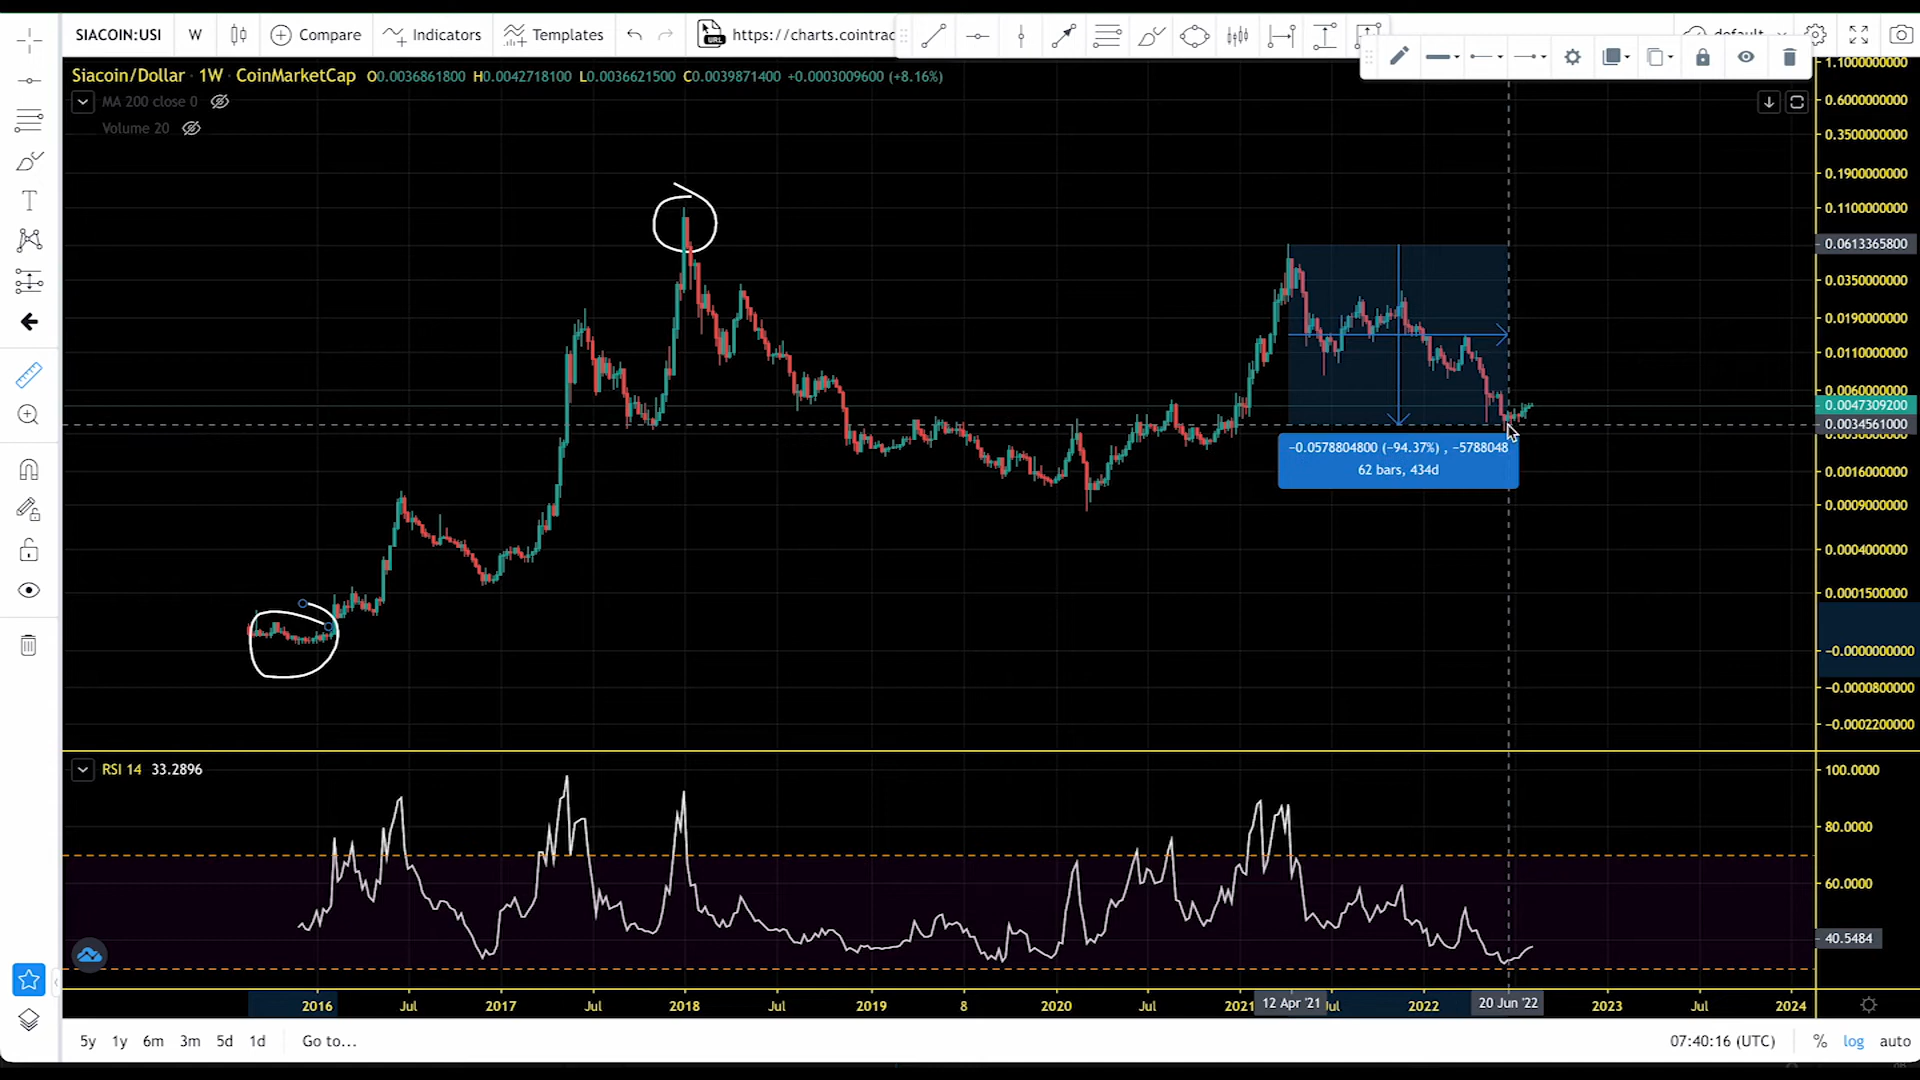 SIACOIN:USI W Compare Indicators Templates https://charts.cointrac default
Siacoin/Dollar · 1W · CoinMarketCap O0.0036861800 H0.0042718100 L0.0036621500 C0.0039871400 +0.0003009600 (+8.16%)
MA 200 close 0
Volume 20
1.1000000000
0.6000000000
0.3500000000
0.1900000000
0.1100000000
0.0613365800
0.0350000000
0.0190000000
0.0110000000
0.0060000000
0.0047309200
0.0034561000
−0.0578804800 (−94.37%) , −5788048
62 bars, 434d
0.0016000000
0.0009000000
0.0004000000
0.0001500000
−0.0000000000
−0.0000800000
−0.0002200000
RSI 14 33.2896
100.0000
80.0000
60.0000
40.5484
2016 Jul 2017 Jul 2018 Jul 2019 8 2020 Jul 2021 12 Apr '21 Jul 2022 20 Jun '22 2023 Jul 2024
5y 1y 6m 3m 5d 1d Go to... 07:40:16 (UTC) % log auto